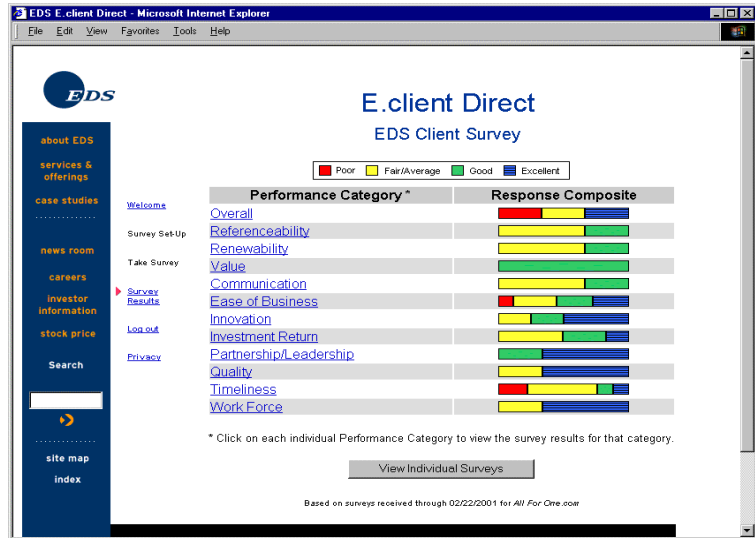 EDS E.client Direct - Microsoft Internet Explorer
File Edit View Favorites Tools Help
EDS
E.client Direct
EDS Client Survey
Poor Fair/Average Good Excellent
about EDS
services &
offerings
case studies
news room
careers
investor
information
stock price
Search
site map
index
Welcome
Survey Set-Up
Take Survey
Survey
Results
Log out
Privacy
Performance Category * Response Composite
Overall
Referenceability
Renewability
Value
Communication
Ease of Business
Innovation
Investment Return
Partnership/Leadership
Quality
Timeliness
Work Force
* Click on each individual Performance Category to view the survey results for that category.
View Individual Surveys
Based on surveys received through 02/22/2001 for All For One.com